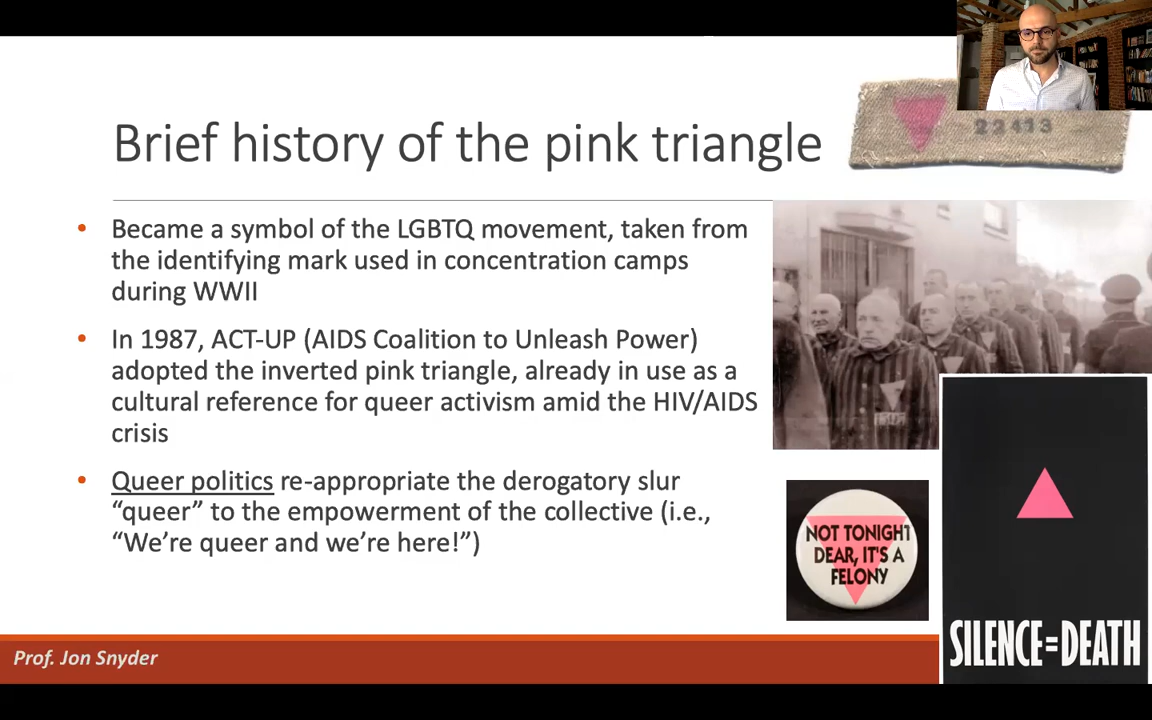 Brief history of the pink triangle
22413
• Became a symbol of the LGBTQ movement, taken from
the identifying mark used in concentration camps
during WWII
• In 1987, ACT-UP (AIDS Coalition to Unleash Power)
adopted the inverted pink triangle, already in use as a
cultural reference for queer activism amid the HIV/AIDS
crisis
• Queer politics re-appropriate the derogatory slur
“queer” to the empowerment of the collective (i.e.,
“We’re queer and we’re here!”)
NOT TONIGHT
DEAR, IT'S A
FELONY
SILENCE=DEATH
Prof. Jon Snyder